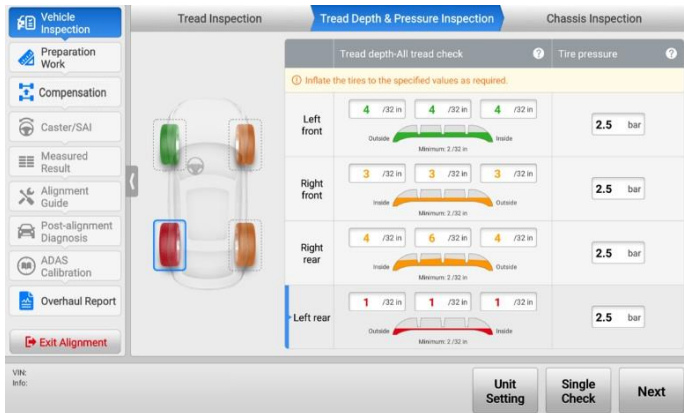 Vehicle
Inspection
Preparation
Work
Compensation
Caster/SAI
Measured
Result
Alignment
Guide
Post-alignment
Diagnosis
ADAS
Calibration
Overhaul Report
Exit Alignment
Tread Inspection
Tread Depth & Pressure Inspection
Chassis Inspection
Tread depth-All tread check ?
Tire pressure ?
Inflate the tires to the specified values as required.
Left
front
4 /32 in 4 /32 in 4 /32 in
Outside Inside
Minimum: 2 /32 in
2.5 bar
Right
front
3 /32 in 3 /32 in 3 /32 in
Inside Outside
Minimum: 2 /32 in
2.5 bar
Right
rear
4 /32 in 6 /32 in 4 /32 in
Inside Outside
Minimum: 2 /32 in
2.5 bar
Left rear
1 /32 in 1 /32 in 1 /32 in
Outside Inside
Minimum: 2 /32 in
2.5 bar
VIN:
Info:
Unit
Setting
Single
Check
Next